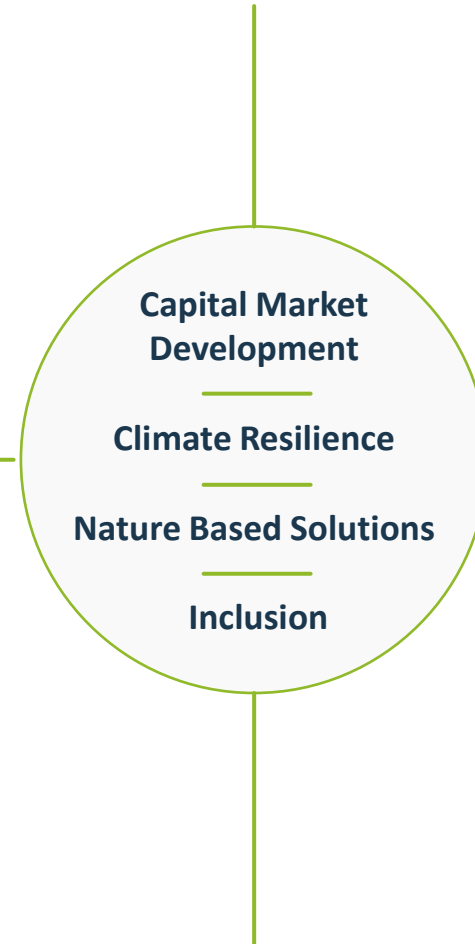 Capital Market
Development
Climate Resilience
Nature Based Solutions
Inclusion